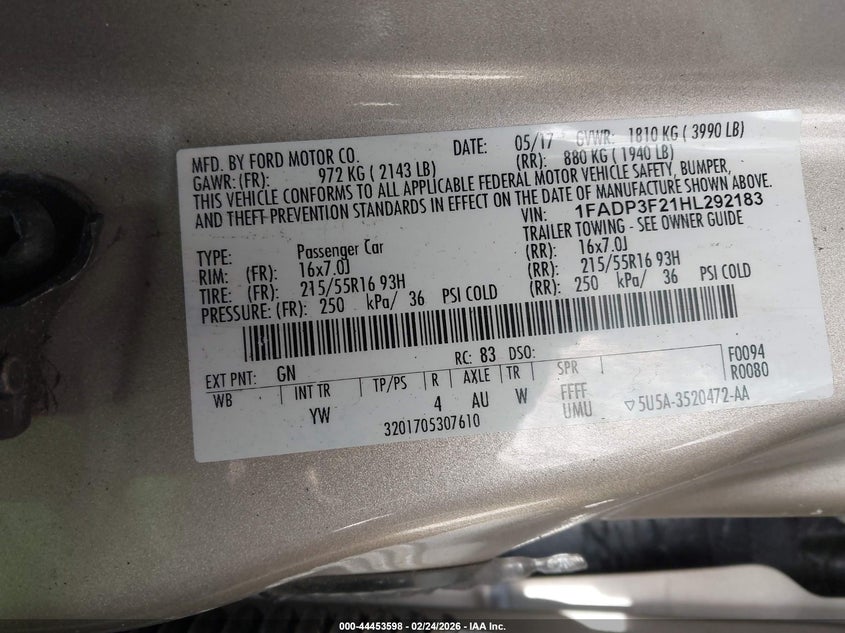 MFD. BY FORD MOTOR CO. DATE: 05/17 GVWR: 1810 KG ( 3990 LB)
GAWR: (FR): 972 KG ( 2143 LB) (RR): 880 KG ( 1940 LB)
THIS VEHICLE CONFORMS TO ALL APPLICABLE FEDERAL MOTOR VEHICLE SAFETY, BUMPER,
AND THEFT PREVENTION STANDARDS IN EFFECT ON THE DATE OF MANUFACTURE SHOWN ABOVE.
VIN: 1FADP3F21HL292183
TYPE: Passenger Car TRAILER TOWING - SEE OWNER GUIDE
RIM: (FR): 16x7.0J (RR): 16x7.0J
TIRE: (FR): 215/55R16 93H (RR): 215/55R16 93H
PRESSURE: (FR): 250 kPa/ 36 PSI COLD (RR): 250 kPa/ 36 PSI COLD
EXT PNT: GN RC: 83 DSO: F0094
WB INT TR TP/PS R AXLE TR SPR R0080
YW 4 AU W FFFF
UMU ▽5U5A-3520472-AA
3201705307610
000-44453598 - 02/24/2026 - IAA Inc.